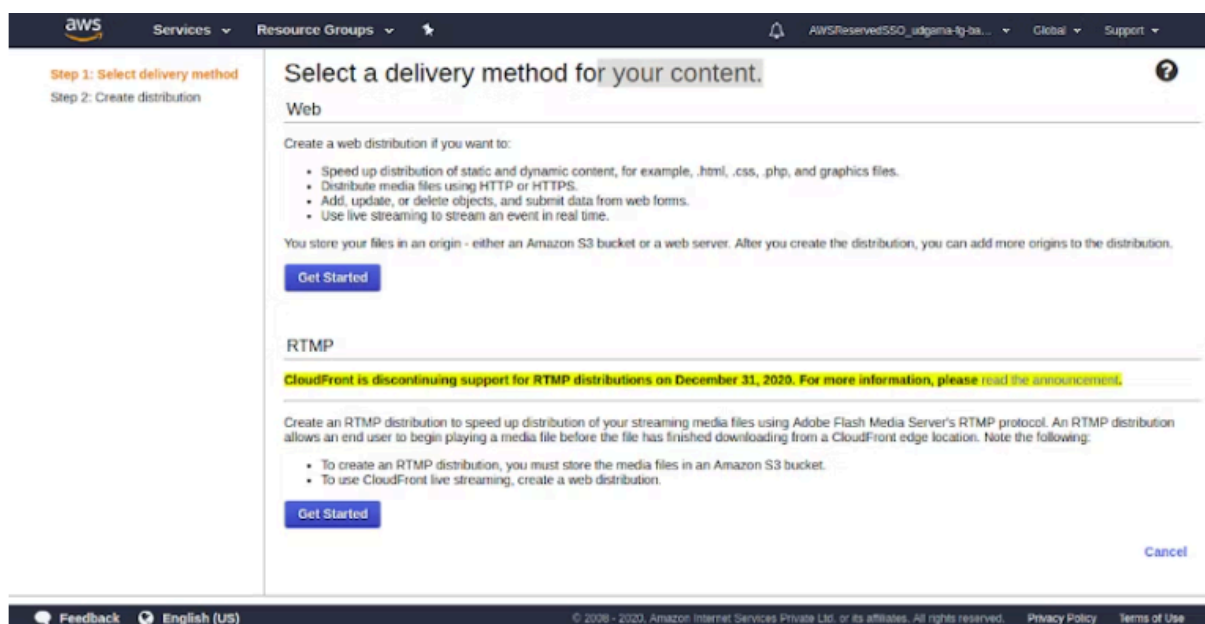 aws
Services
Resource Groups
AWSReservedSSO_udgama-fg-ba...
Global
Support
Step 1: Select delivery method
Step 2: Create distribution
Select a delivery method for your content.
?
Web
Create a web distribution if you want to:
• Speed up distribution of static and dynamic content, for example, .html, .css, .php, and graphics files.
• Distribute media files using HTTP or HTTPS.
• Add, update, or delete objects, and submit data from web forms.
• Use live streaming to stream an event in real time.
You store your files in an origin - either an Amazon S3 bucket or a web server. After you create the distribution, you can add more origins to the distribution.
Get Started
RTMP
CloudFront is discontinuing support for RTMP distributions on December 31, 2020. For more information, please read the announcement.
Create an RTMP distribution to speed up distribution of your streaming media files using Adobe Flash Media Server's RTMP protocol. An RTMP distribution
allows an end user to begin playing a media file before the file has finished downloading from a CloudFront edge location. Note the following:
• To create an RTMP distribution, you must store the media files in an Amazon S3 bucket.
• To use CloudFront live streaming, create a web distribution.
Get Started
Cancel
Feedback
English (US)
© 2008 - 2020, Amazon Internet Services Private Ltd. or its affiliates. All rights reserved.
Privacy Policy
Terms of Use